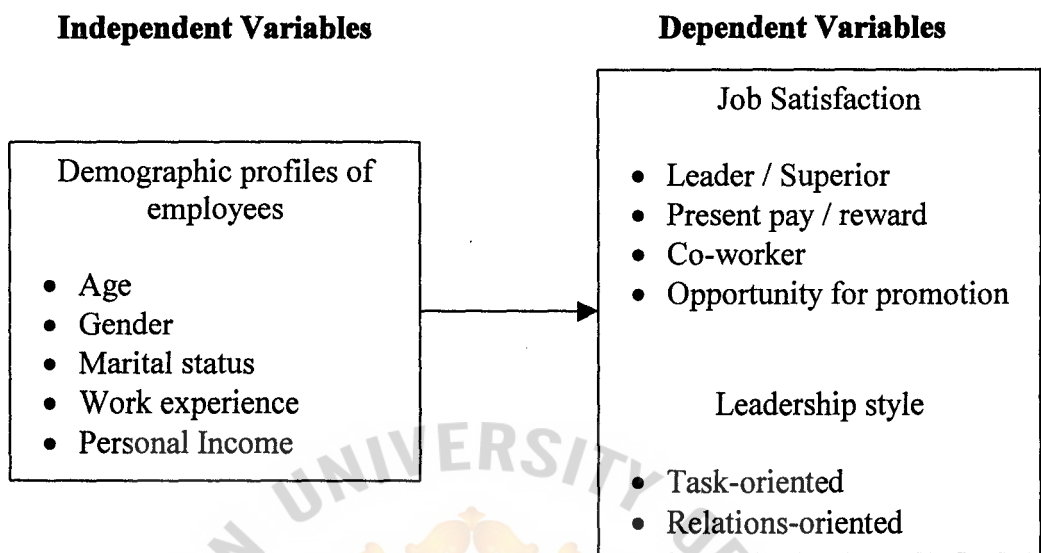 Independent Variables
Dependent Variables
Demographic profiles of
employees
• Age
• Gender
• Marital status
• Work experience
• Personal Income
Job Satisfaction
• Leader / Superior
• Present pay / reward
• Co-worker
• Opportunity for promotion
Leadership style
• Task-oriented
• Relations-oriented
UNIVERSITY